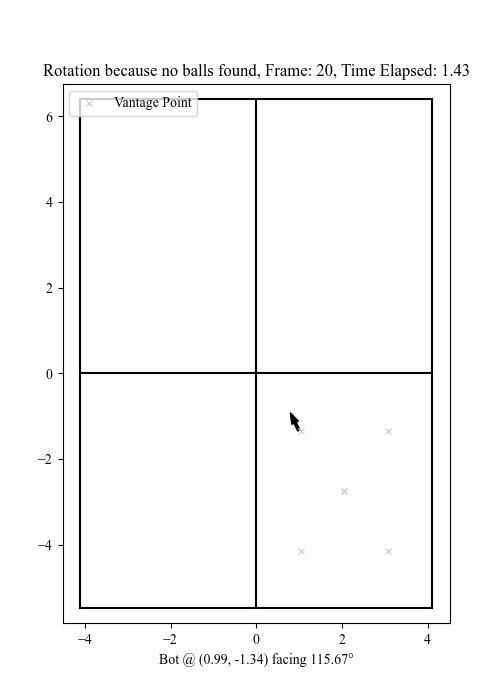 Rotation because no balls found, Frame: 20, Time Elapsed: 1.43
Vantage Point
6
4
2
0
−2
−4
−4 −2 0 2 4
Bot @ (0.99, -1.34) facing 115.67°